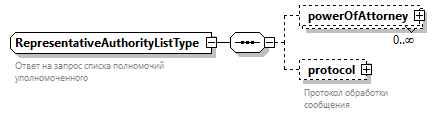 powerOfAttorney
RepresentativeAuthorityListType
0..∞
Ответ на запрос списка полномочий
уполномоченного
protocol
Протокол обработки
сообщения